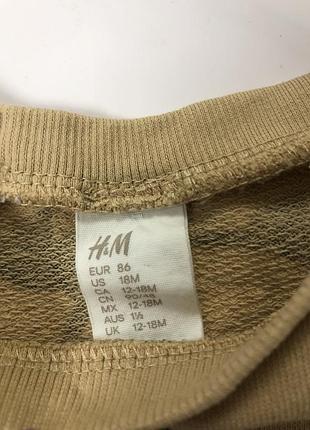 H&M
EUR 86
US 18M
CA 12-18M
CN 90/48
MX 12-18M
AUS 1½
UK 12-18M